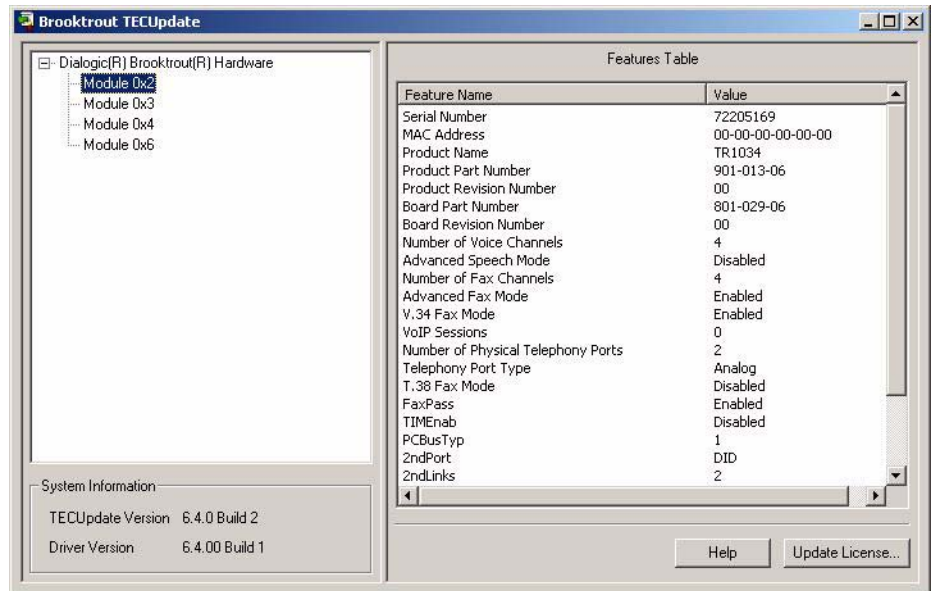 Brooktrout TECUpdate
Dialogic(R) Brooktrout(R) Hardware
Module 0x2
Module 0x3
Module 0x4
Module 0x6
System Information
TECUpdate Version 6.4.0 Build 2
Driver Version 6.4.00 Build 1
Features Table
Feature Name Value
Serial Number 72205169
MAC Address 00-00-00-00-00-00
Product Name TR1034
Product Part Number 901-013-06
Product Revision Number 00
Board Part Number 801-029-06
Board Revision Number 00
Number of Voice Channels 4
Advanced Speech Mode Disabled
Number of Fax Channels 4
Advanced Fax Mode Enabled
V.34 Fax Mode Enabled
VoIP Sessions 0
Number of Physical Telephony Ports 2
Telephony Port Type Analog
T.38 Fax Mode Disabled
FaxPass Enabled
TIMEnab Disabled
PCBusTyp 1
2ndPort DID
2ndLinks 2
Help Update License...